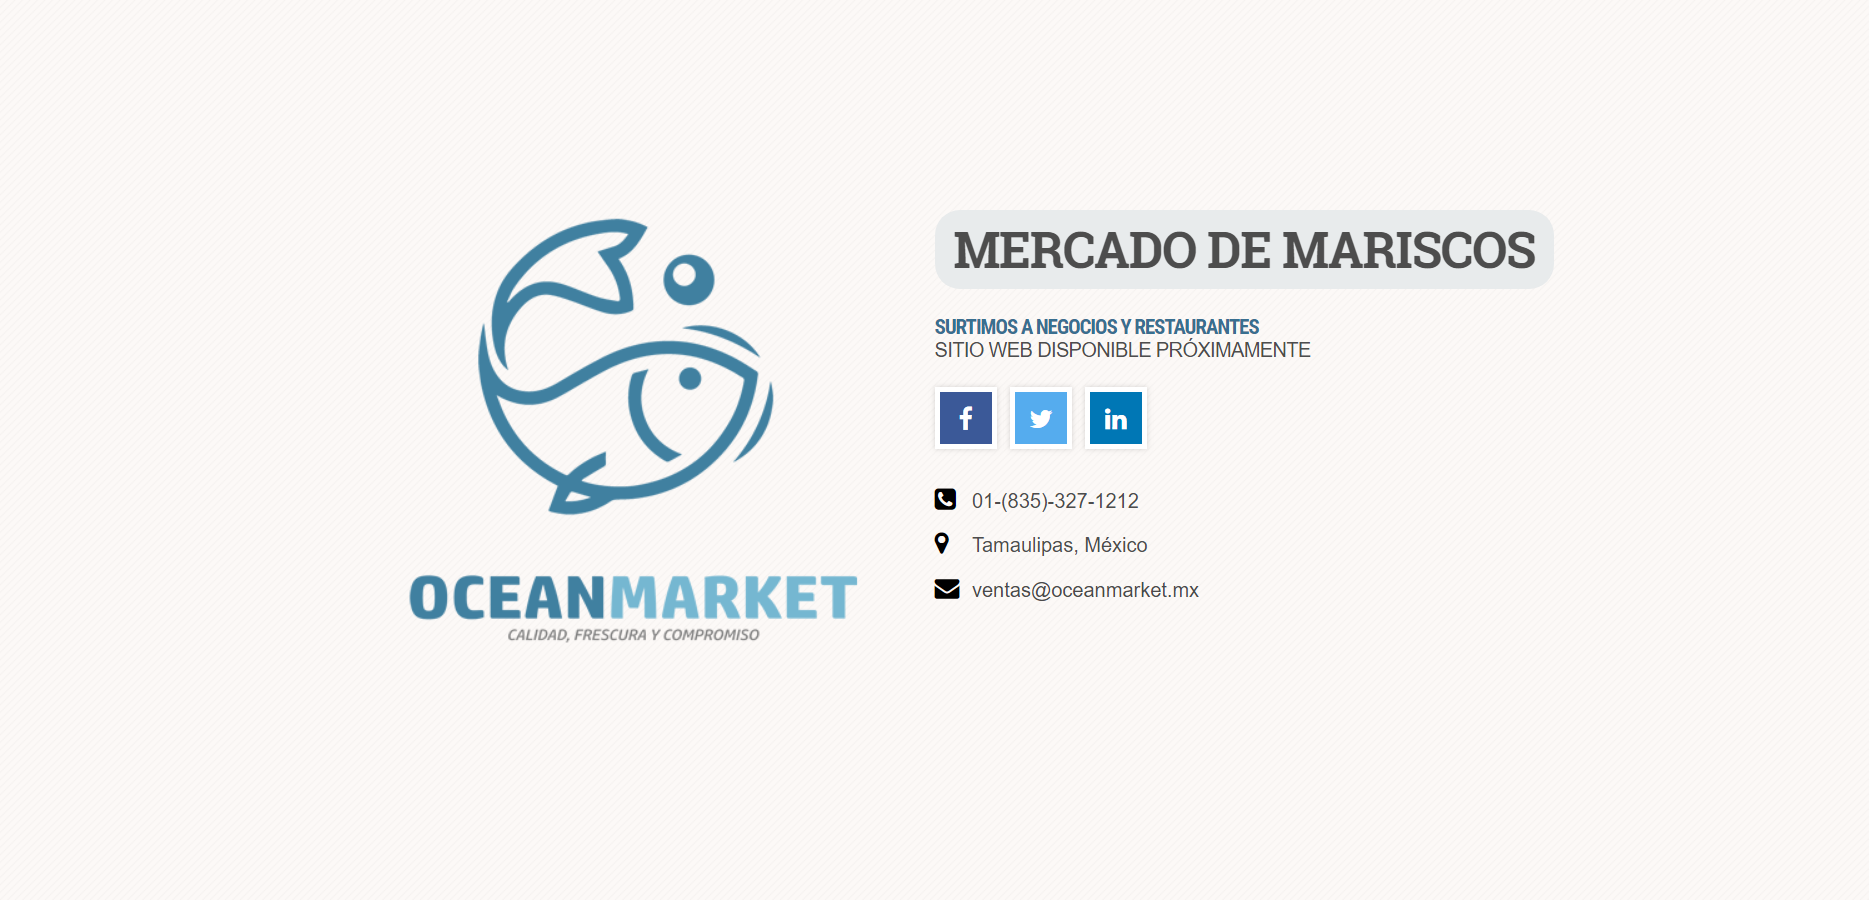 OCEANMARKET
CALIDAD, FRESCURA Y COMPROMISO
MERCADO DE MARISCOS
SURTIMOS A NEGOCIOS Y RESTAURANTES
SITIO WEB DISPONIBLE PRÓXIMAMENTE
01-(835)-327-1212
Tamaulipas, México
ventas@oceanmarket.mx